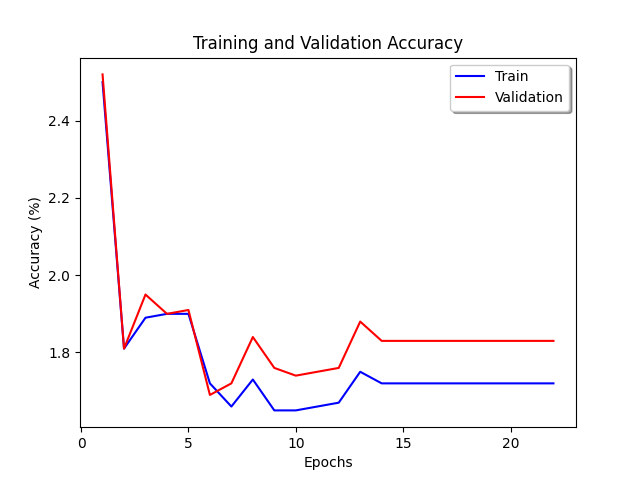 Training and Validation Accuracy
Train
Validation
Accuracy (%)
2.4
2.2
2.0
1.8
0 5 10 15 20
Epochs